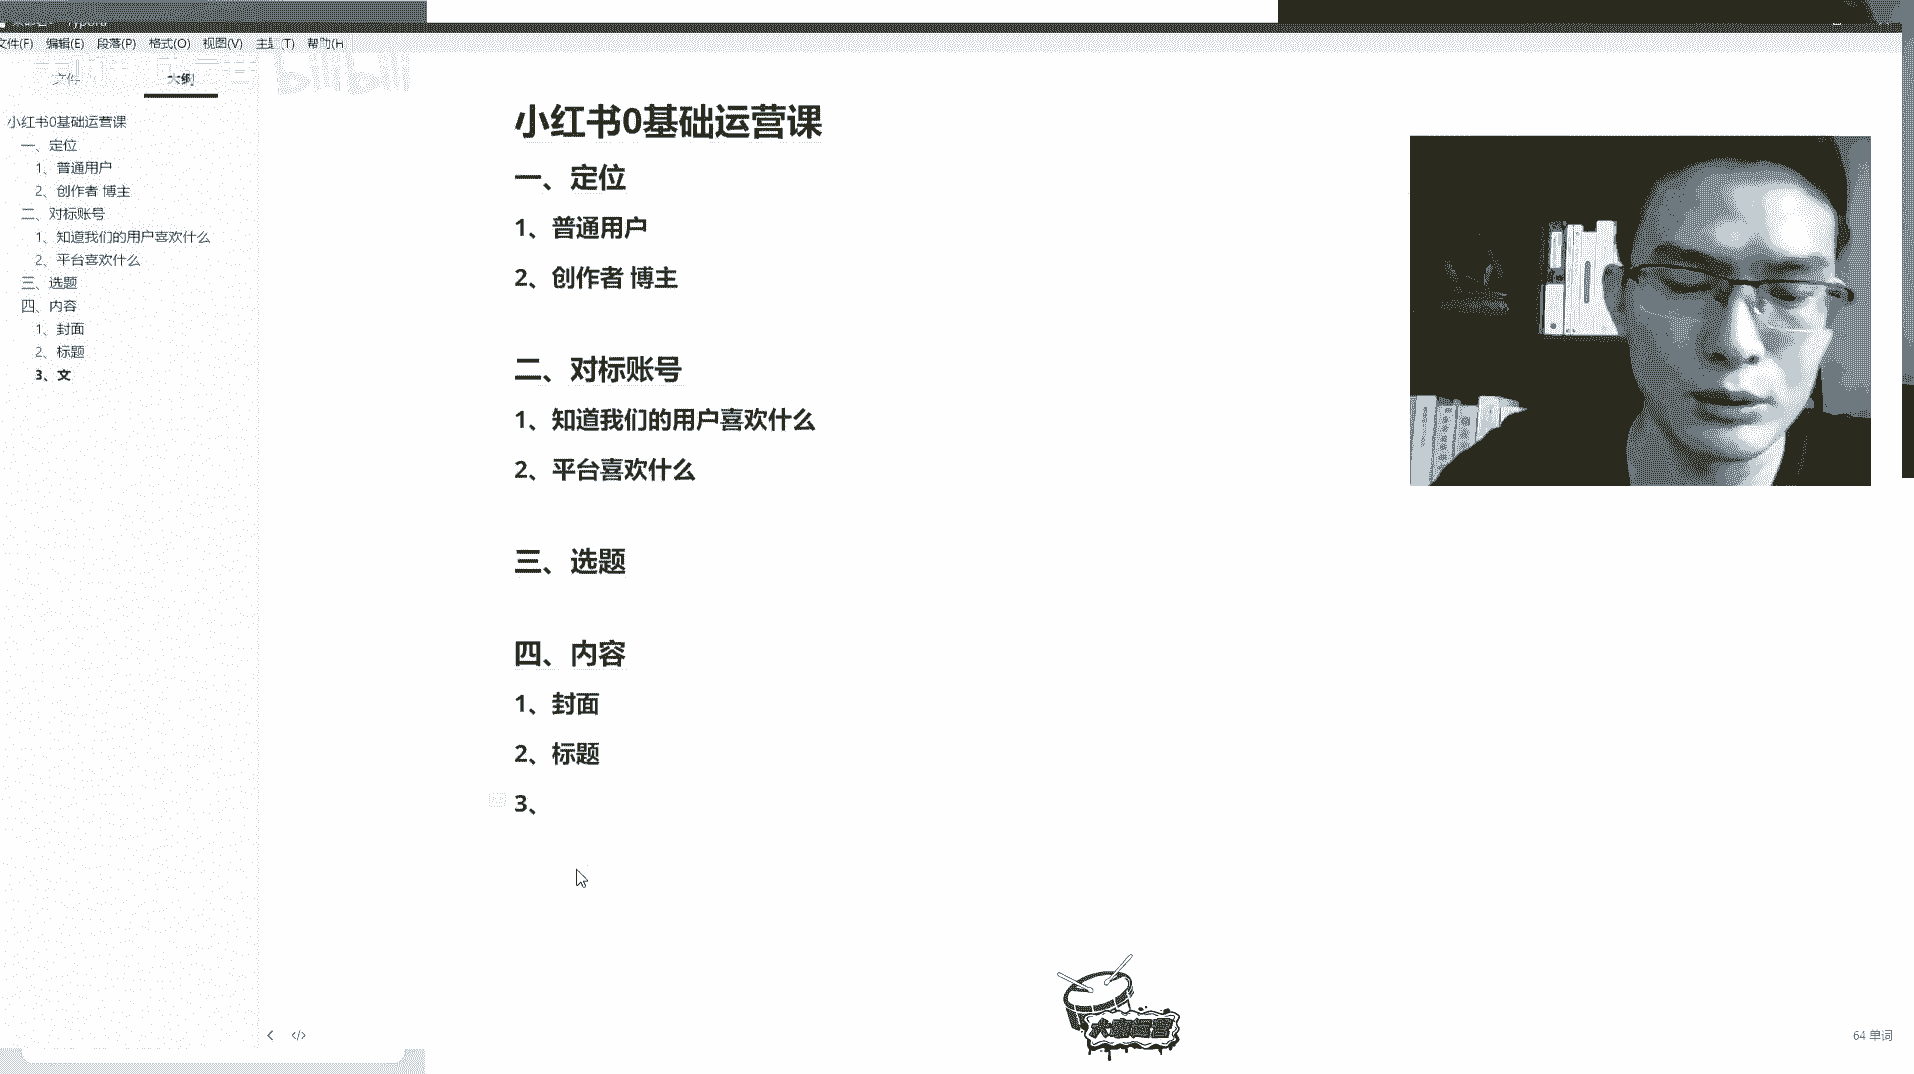 文件(F) 编辑(E) 段落(P) 格式(O) 视图(V) 主题(T) 帮助(H
文件 大纲
bilibili
小红书0基础运营课
一、定位
1、普通用户
2、创作者 博主
二、对标账号
1、知道我们的用户喜欢什么
2、平台喜欢什么
三、选题
四、内容
1、封面
2、标题
3、文
小红书0基础运营课
一、定位
1、普通用户
2、创作者 博主
二、对标账号
1、知道我们的用户喜欢什么
2、平台喜欢什么
三、选题
四、内容
1、封面
2、标题
3、
64 单词